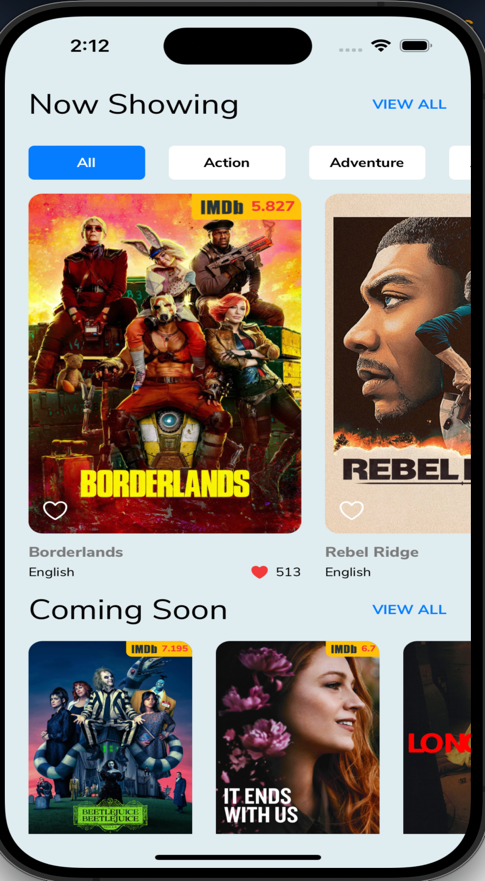 2:12
Now Showing VIEW ALL
All Action Adventure
IMDb 5.827
BORDERLANDS
REBEL
Borderlands Rebel Ridge
English 513 English
Coming Soon VIEW ALL
IMDb 7.195 IMDb 6.7
LON
IT ENDS
WITH US
BEETLEJUICE
BEETLEJUICE